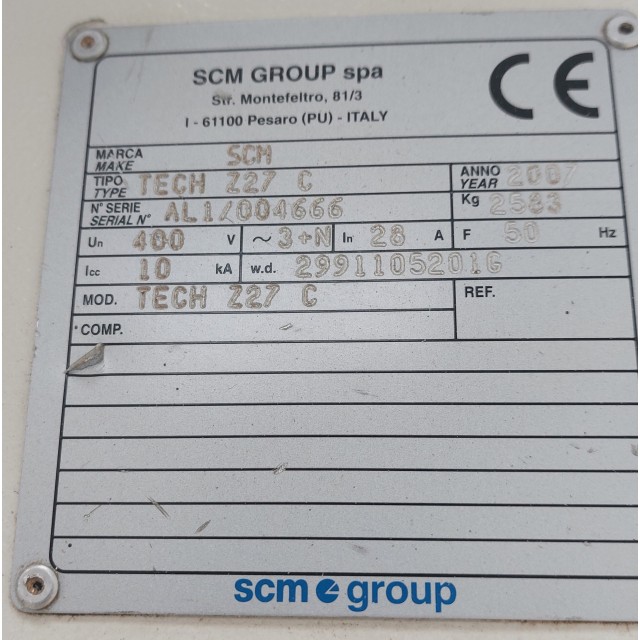 SCM GROUP spa
Str. Montefeltro, 81/3
I - 61100 Pesaro (PU) - ITALY
CE
MARCA MAKE SCM
TIPO TYPE TECH Z27 C ANNO YEAR 2007
N° SERIE SERIAL N° AL1/004666 Kg 2583
Un 400 V ~ 3+N In 28 A F 50 Hz
Icc 10 kA w.d. 2991105201G
MOD. TECH Z27 C REF.
COMP.
scm group